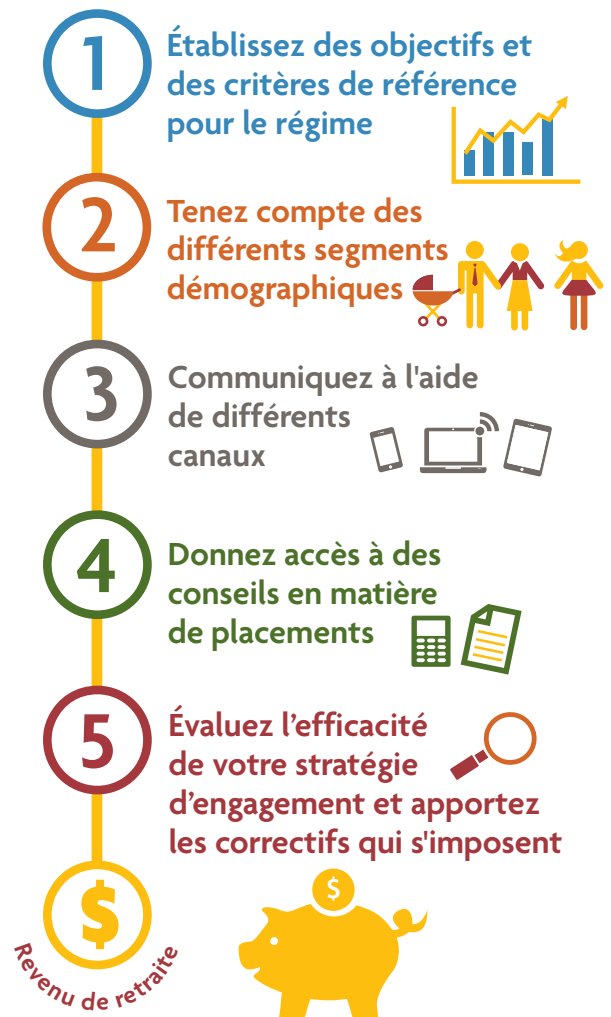 1
Établissez des objectifs et
des critères de référence
pour le régime
2
Tenez compte des
différents segments
démographiques
3
Communiquez à l'aide
de différents
canaux
4
Donnez accès à des
conseils en matière
de placements
5
Évaluez l’efficacité
de votre stratégie
d’engagement et apportez
les correctifs qui s'imposent
$
Revenu de retraite
$